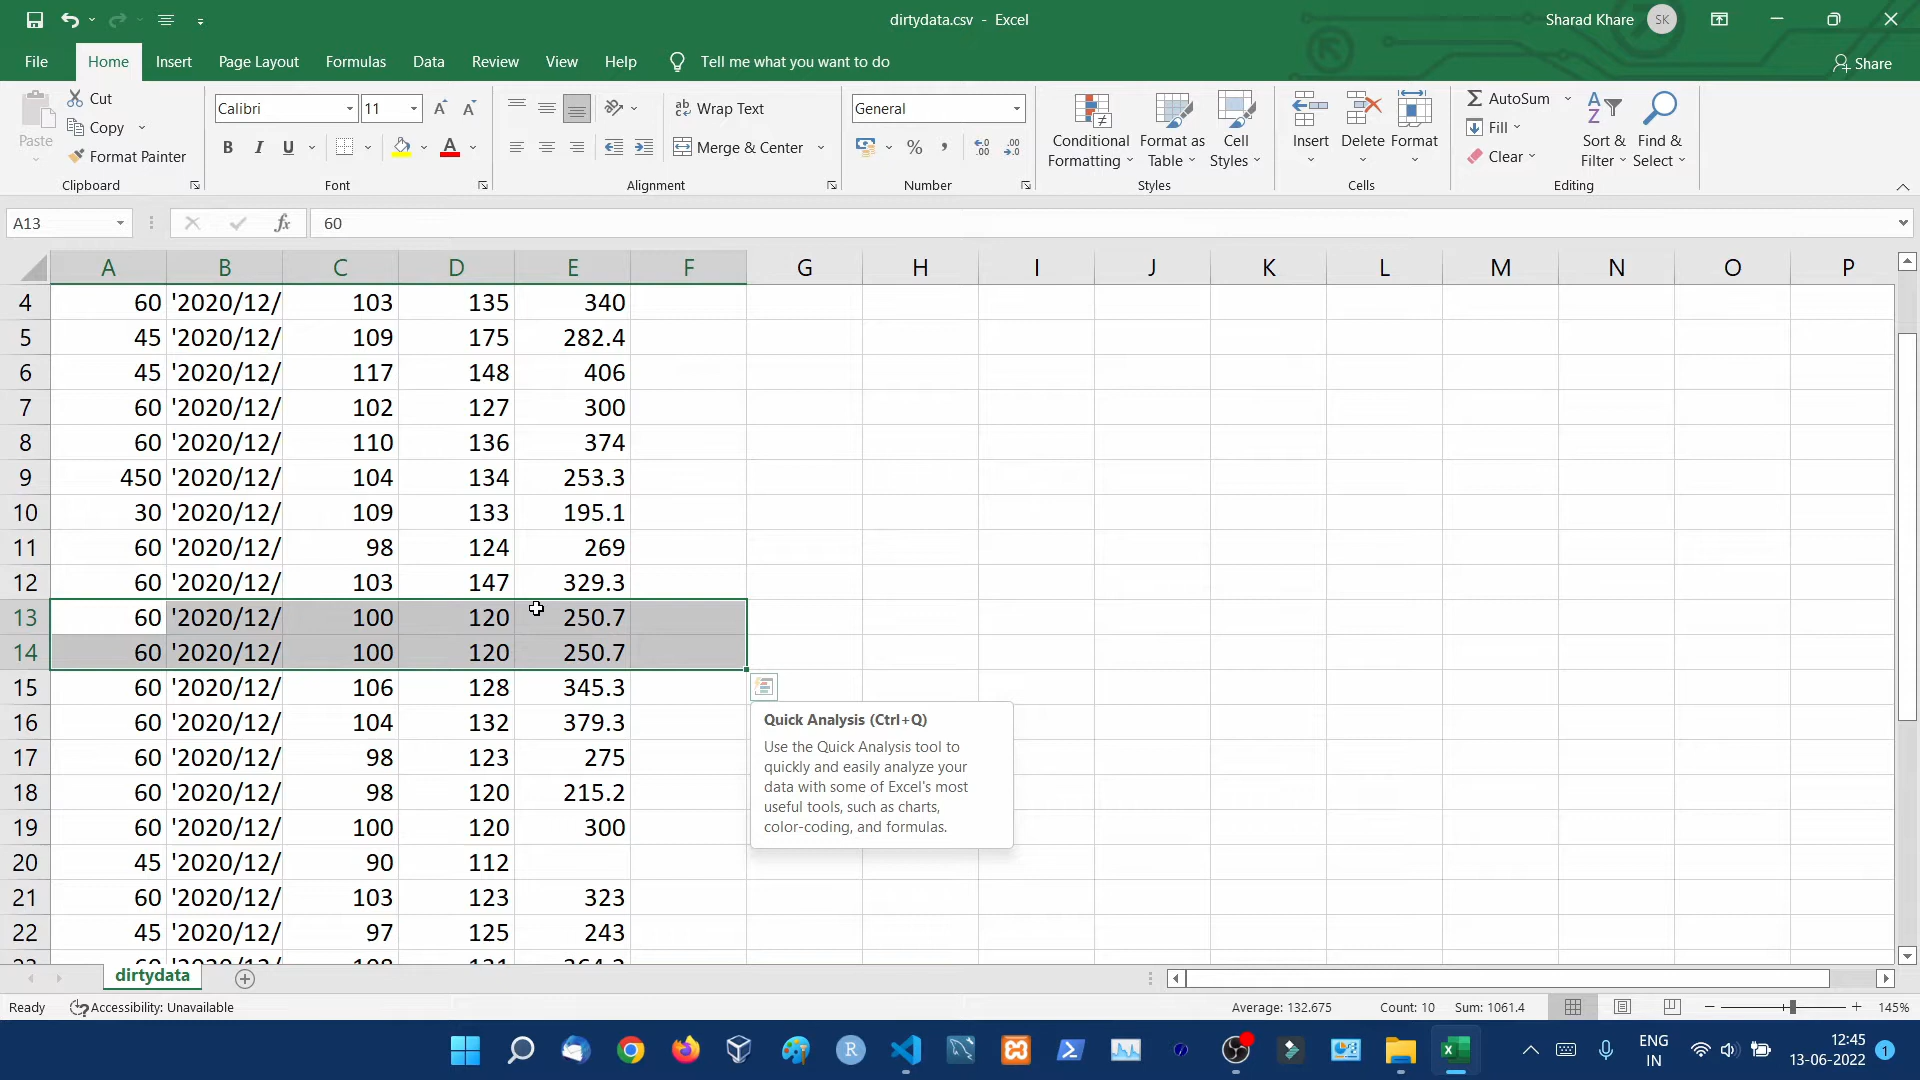 dirtydata.csv - Excel
Sharad Khare SK
File Home Insert Page Layout Formulas Data Review View Help Tell me what you want to do Share
Paste
Cut
Copy
Format Painter
Clipboard
Calibri 11
B I U
Font
Wrap Text
Merge & Center
Alignment
General
Number
Conditional Formatting
Format as Table
Cell Styles
Styles
Insert Delete Format
Cells
AutoSum
Fill
Clear
Sort & Filter
Find & Select
Editing
A13 fx 60
A B C D E F G H I J K L M N O P
4 60 '2020/12/ 103 135 340
5 45 '2020/12/ 109 175 282.4
6 45 '2020/12/ 117 148 406
7 60 '2020/12/ 102 127 300
8 60 '2020/12/ 110 136 374
9 450 '2020/12/ 104 134 253.3
10 30 '2020/12/ 109 133 195.1
11 60 '2020/12/ 98 124 269
12 60 '2020/12/ 103 147 329.3
13 60 '2020/12/ 100 120 250.7
14 60 '2020/12/ 100 120 250.7
15 60 '2020/12/ 106 128 345.3
16 60 '2020/12/ 104 132 379.3
17 60 '2020/12/ 98 123 275
18 60 '2020/12/ 98 120 215.2
19 60 '2020/12/ 100 120 300
20 45 '2020/12/ 90 112
21 60 '2020/12/ 103 123 323
22 45 '2020/12/ 97 125 243
Quick Analysis (Ctrl+Q)
Use the Quick Analysis tool to
quickly and easily analyze your
data with some of Excel's most
useful tools, such as charts,
color-coding, and formulas.
dirtydata
Ready Accessibility: Unavailable Average: 132.675 Count: 10 Sum: 1061.4 145%
ENG
IN
12:45
13-06-2022
1